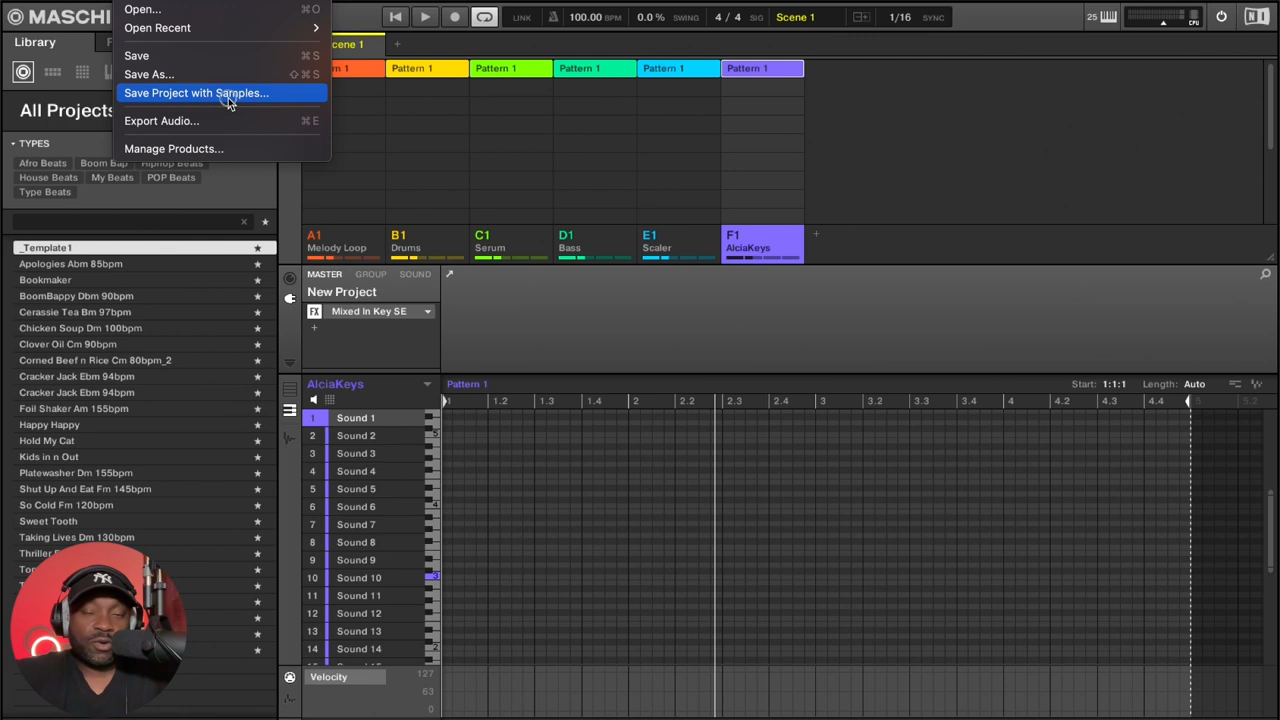 MASCHI
LINK 100.00 BPM 0.0% SWING 4 / 4 SIG Scene 1 1/16 SYNC
25
CPU
Open... ⌘O
Open Recent
Save ⌘S
Save As... ⇧⌘S
Save Project with Samples...
Export Audio... ⌘E
Manage Products...
Library
All Projects
TYPES
Afro Beats Boom Bap Hiphop Beats
House Beats My Beats POP Beats
Type Beats
_Template1
Apologies Abm 85bpm
Bookmaker
BoomBappy Dbm 90bpm
Cerassie Tea Bm 97bpm
Chicken Soup Dm 100bpm
Clover Oil Cm 90bpm
Corned Beef n Rice Cm 80bpm_2
Cracker Jack Ebm 94bpm
Cracker Jack Ebm 94bpm
Foil Shaker Am 155bpm
Happy Happy
Hold My Cat
Kids in n Out
Platewasher Dm 155bpm
Shut Up And Eat Fm 145bpm
So Cold Fm 120bpm
Sweet Tooth
Taking Lives Dm 130bpm
Thriller
cene 1 +
n 1 Pattern 1 Pattern 1 Pattern 1 Pattern 1 Pattern 1
A1 B1 C1 D1 E1 F1
Melody Loop Drums Serum Bass Scaler AlciaKeys
MASTER GROUP SOUND
New Project
FX Mixed In Key SE
+
AlciaKeys Pattern 1 Start: 1:1:1 Length: Auto
1 1.2 1.3 1.4 2 2.2 2.3 2.4 3 3.2 3.3 3.4 4 4.2 4.3 4.4 5 5.2
1 Sound 1
2 Sound 2
3 Sound 3
4 Sound 4
5 Sound 5
6 Sound 6
7 Sound 7
8 Sound 8
9 Sound 9
10 Sound 10
11 Sound 11
12 Sound 12
13 Sound 13
14 Sound 14
5
4
3
2
Velocity 127
63
0